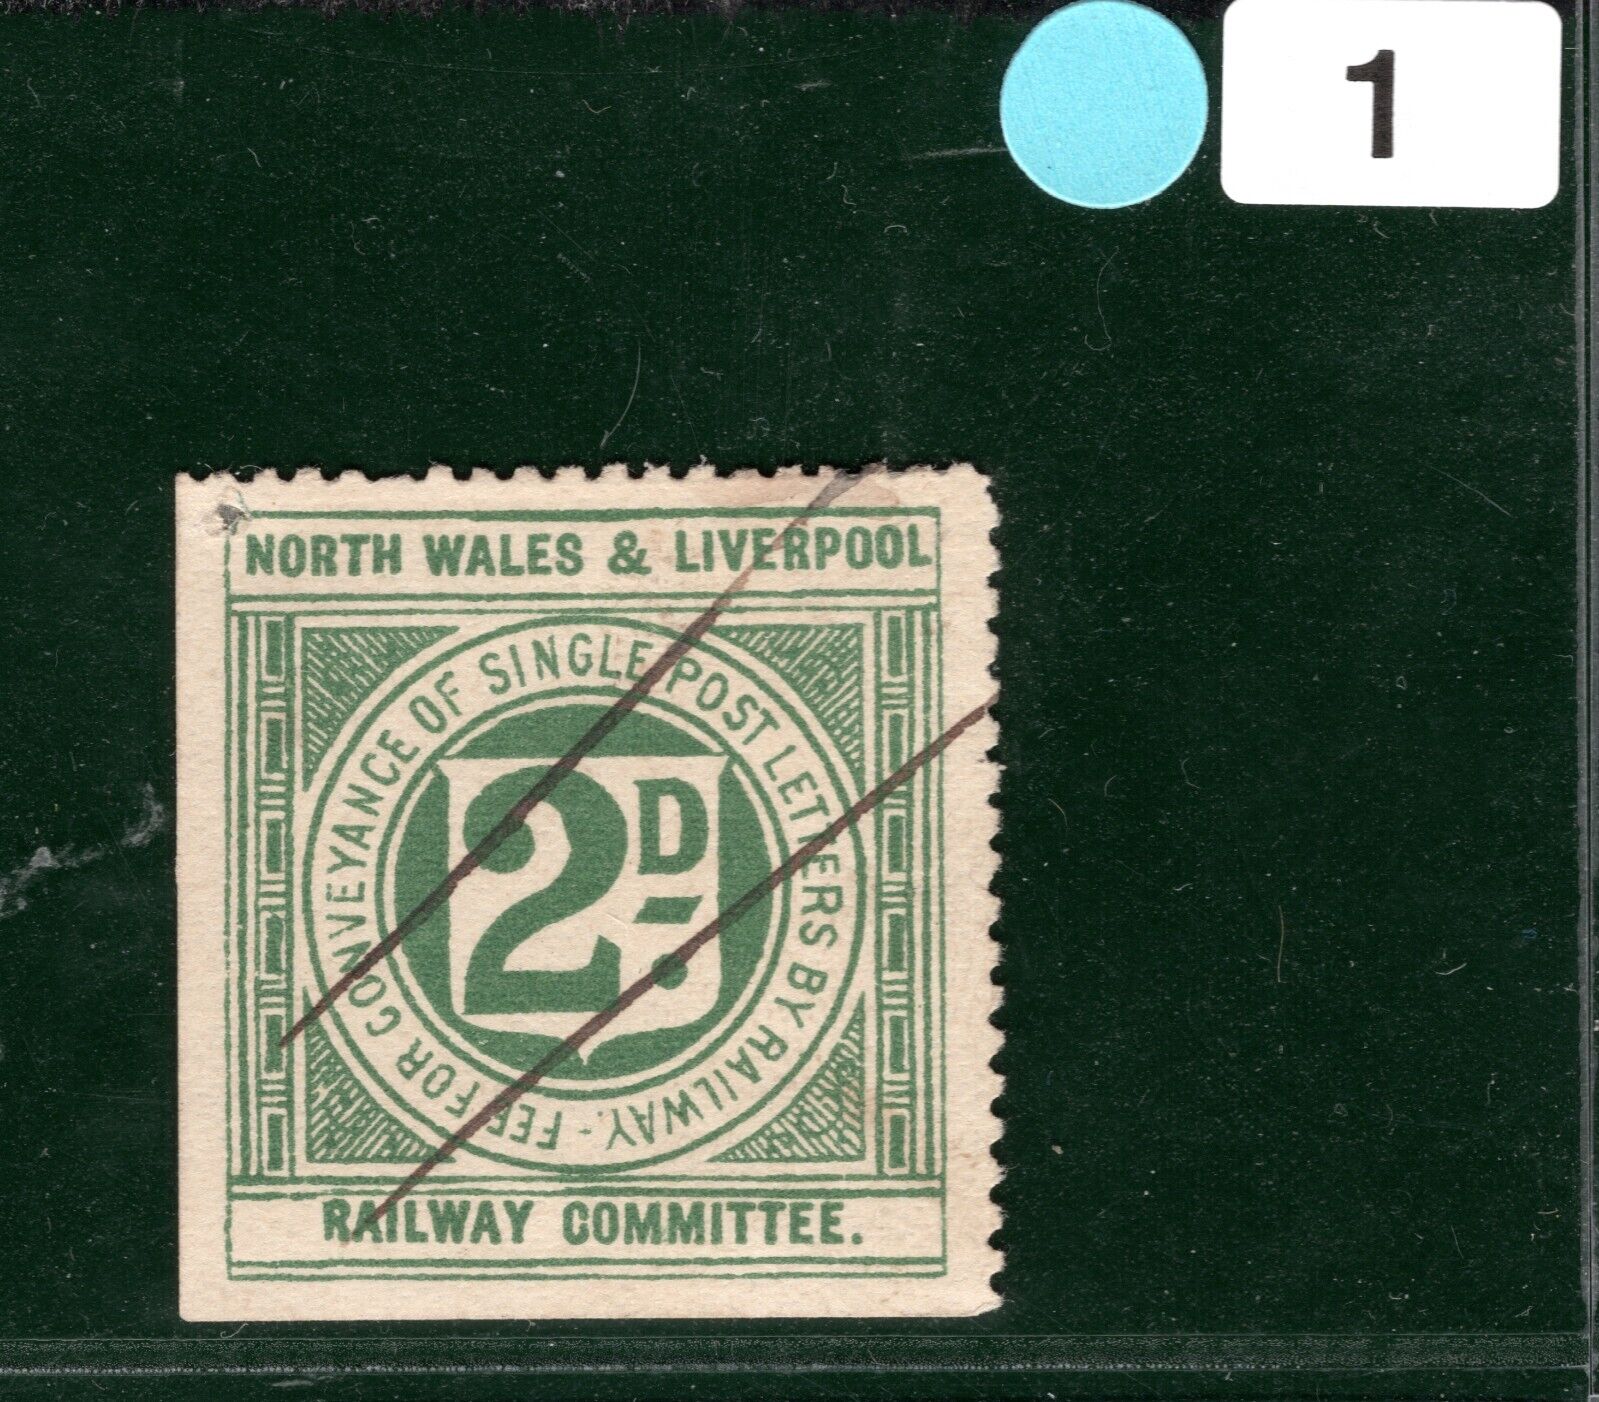 1
NORTH WALES & LIVERPOOL
FEE FOR CONVEYANCE OF SINGLE POST LETTERS BY RAILWAY.-
2D.
RAILWAY COMMITTEE.